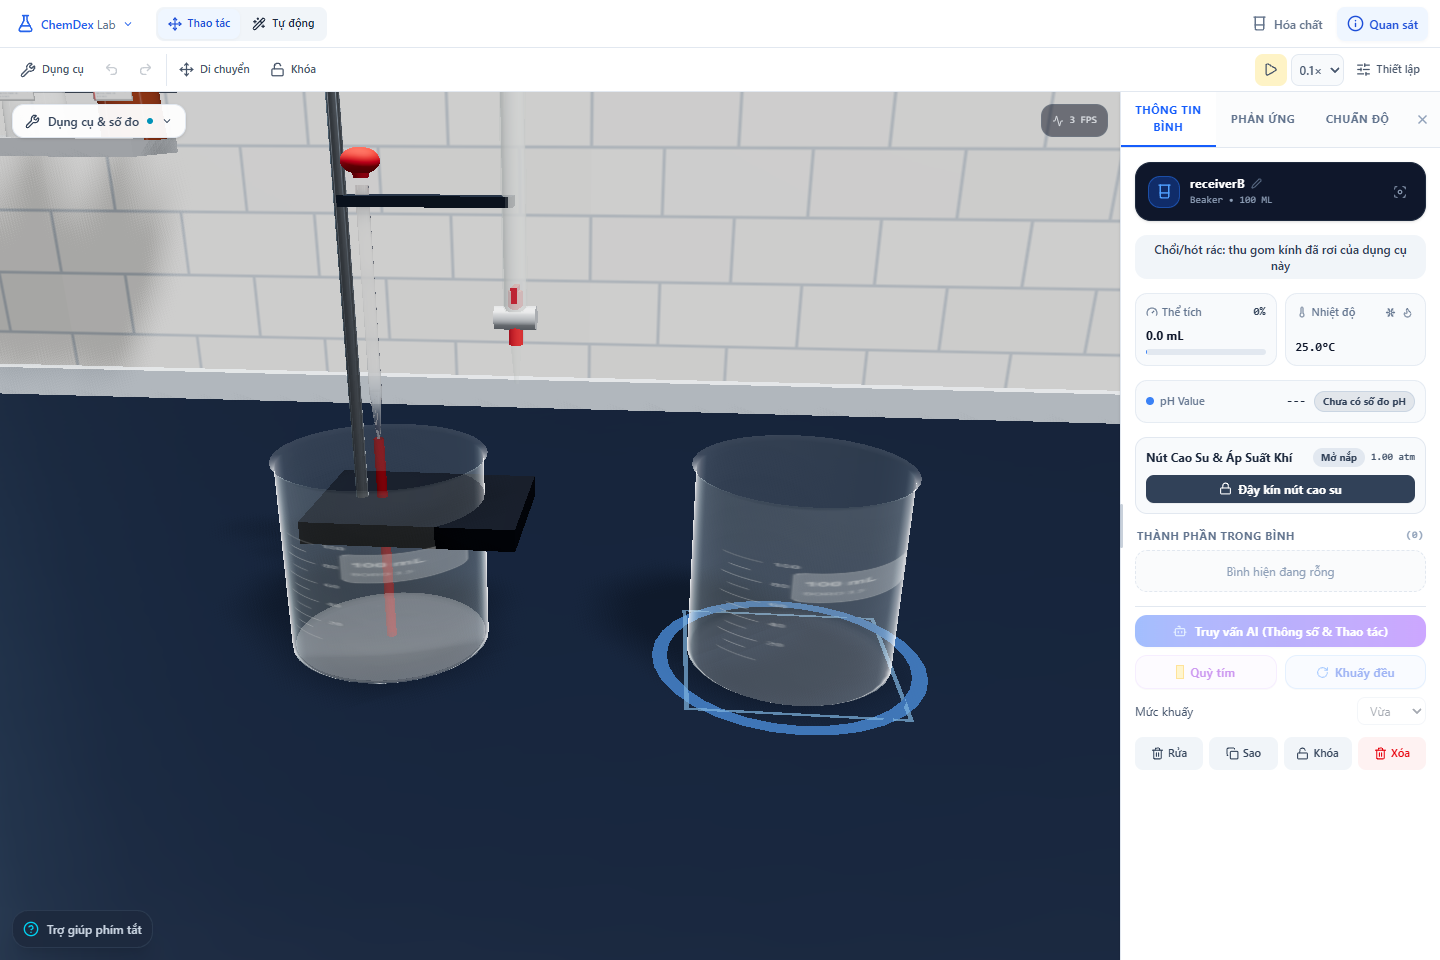 ChemDex Lab
Thao tác
Tự động
Hóa chất
Quan sát
Dụng cụ
Di chuyển
Khóa
0.1×
Thiết lập
Dụng cụ & số đo
3 FPS
THÔNG TIN BÌNH
PHẢN ỨNG
CHUẨN ĐỘ
receiverB
Beaker • 100 ML
Chổi/hót rác: thu gom kính đã rơi của dụng cụ
này
Thể tích
0%
0.0 mL
Nhiệt độ
25.0°C
pH Value
---
Chưa có số đo pH
Nút Cao Su & Áp Suất Khí
Mở nắp
1.00 atm
Đậy kín nút cao su
THÀNH PHẦN TRONG BÌNH
(0)
Bình hiện đang rỗng
Truy vấn AI (Thông số & Thao tác)
Quỳ tím
Khuấy đều
Mức khuấy
Vừa
Rửa
Sao
Khóa
Xóa
100 mL
100 mL
Trợ giúp phím tắt